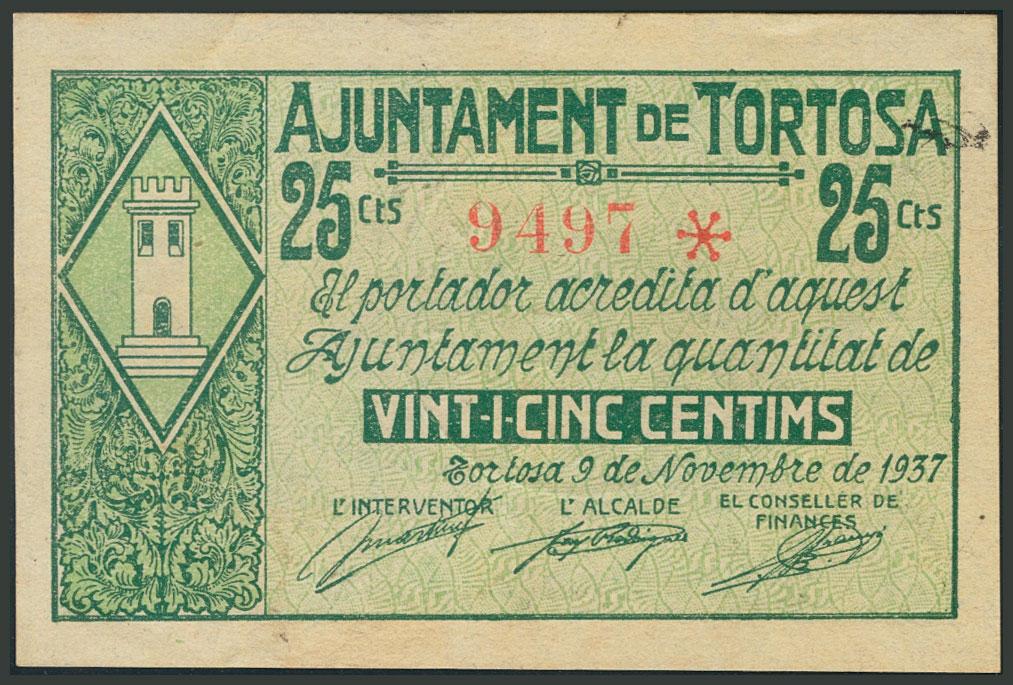 AJUNTAMENT DE TORTOSA
25 Cts 9497 * 25 Cts
El portador acredita d'aquest
Ajuntament la quantitat de
VINT-I-CINC CENTIMS
Tortosa 9 de Novembre de 1937
L'INTERVENTOR L'ALCALDE EL CONSELLER DE
FINANCES